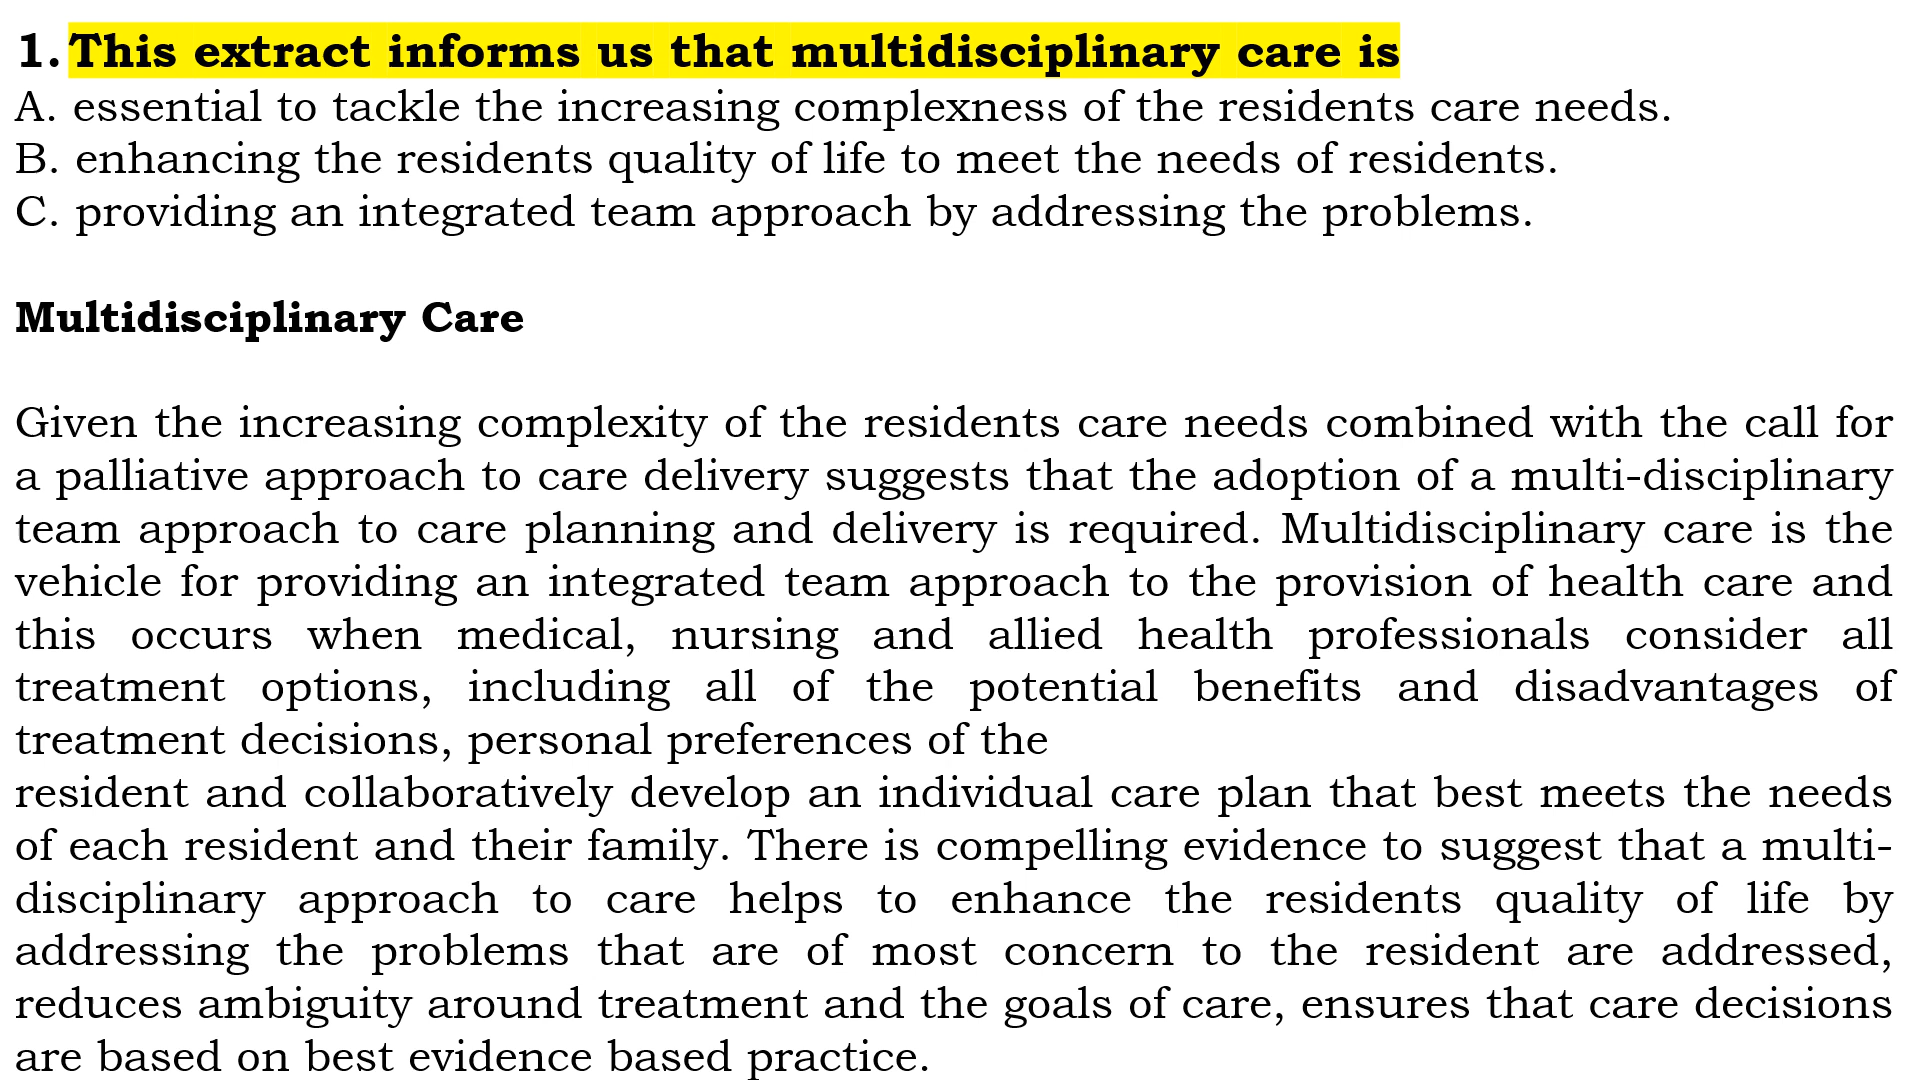 1. This extract informs us that multidisciplinary care is
A. essential to tackle the increasing complexness of the residents care needs.
B. enhancing the residents quality of life to meet the needs of residents.
C. providing an integrated team approach by addressing the problems.
Multidisciplinary Care
Given the increasing complexity of the residents care needs combined with the call for
a palliative approach to care delivery suggests that the adoption of a multi-disciplinary
team approach to care planning and delivery is required. Multidisciplinary care is the
vehicle for providing an integrated team approach to the provision of health care and
this occurs when medical, nursing and allied health professionals consider all
treatment options, including all of the potential benefits and disadvantages of
treatment decisions, personal preferences of the
resident and collaboratively develop an individual care plan that best meets the needs
of each resident and their family. There is compelling evidence to suggest that a multi-
disciplinary approach to care helps to enhance the residents quality of life by
addressing the problems that are of most concern to the resident are addressed,
reduces ambiguity around treatment and the goals of care, ensures that care decisions
are based on best evidence based practice.